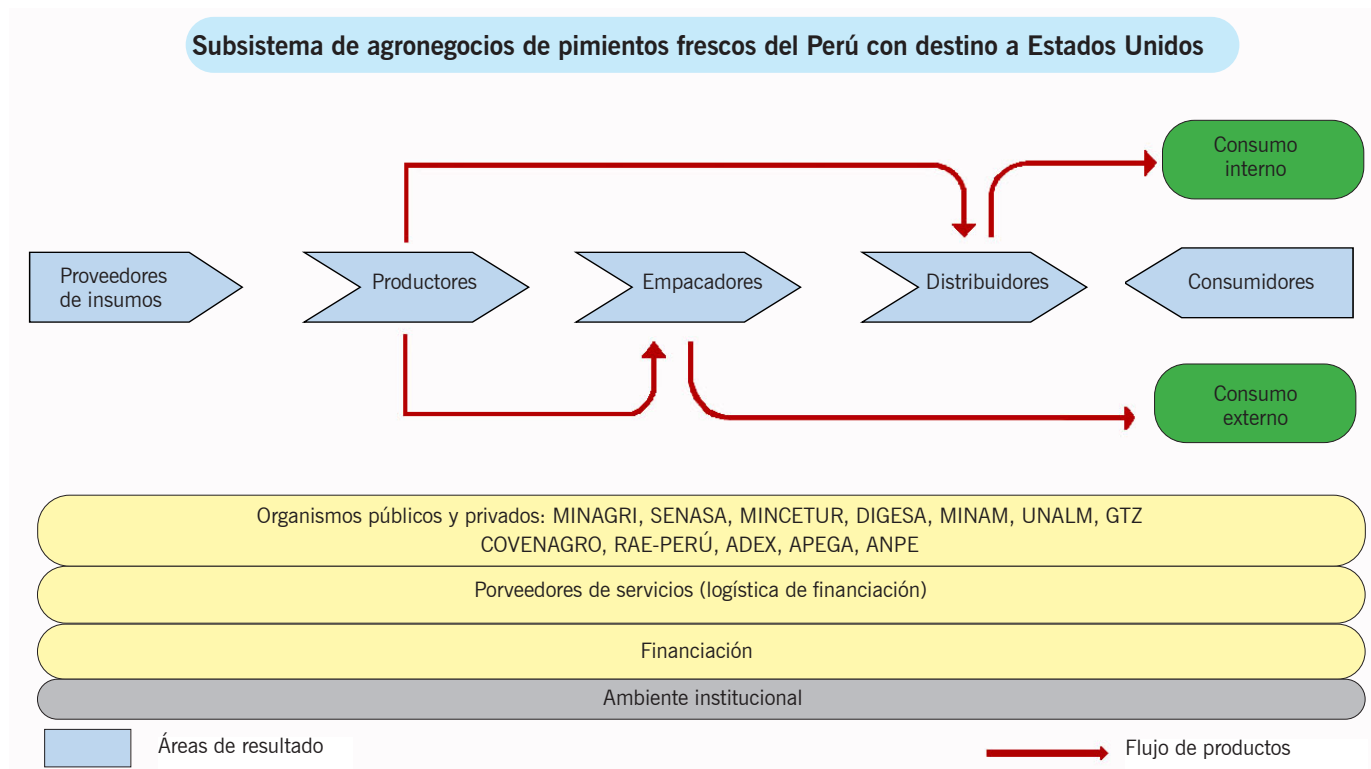 Subsistema de agronegocios de pimientos frescos del Perú con destino a Estados Unidos
Consumo
interno
Proveedores
de insumos
Productores
Empacadores
Distribuidores
Consumidores
Consumo
externo
Organismos públicos y privados: MINAGRI, SENASA, MINCETUR, DIGESA, MINAM, UNALM, GTZ
COVENAGRO, RAE-PERÚ, ADEX, APEGA, ANPE
Porveedores de servicios (logística de financiación)
Financiación
Ambiente institucional
Áreas de resultado
Flujo de productos